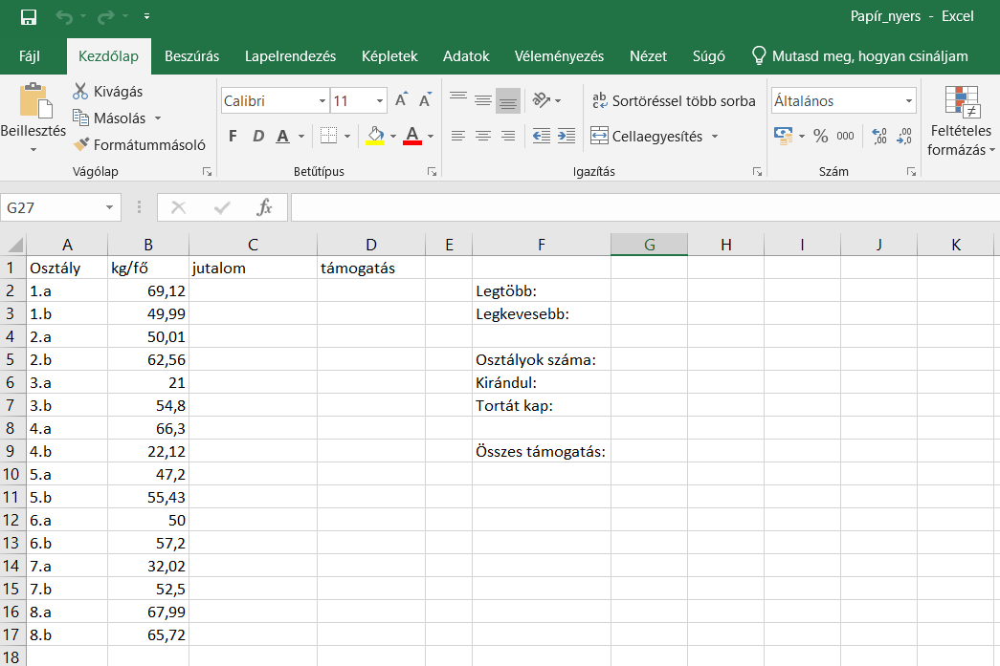 Papír_nyers - Excel
Fájl Kezdőlap Beszúrás Lapelrendezés Képletek Adatok Véleményezés Nézet Súgó Mutasd meg, hogyan csináljam
Beillesztés
Kivágás
Másolás
Formátummásoló
Vágólap
Calibri 11 A A
F D A A
Betűtípus
ab Sortöréssel több sorba
Cellaegyesítés
Igazítás
Általános
% 000 ,00 ,00
Szám
Feltételes
formázás
G27 fx
A B C D E F G H I J K
1 Osztály kg/fő jutalom támogatás
2 1.a 69,12 Legtöbb:
3 1.b 49,99 Legkevesebb:
4 2.a 50,01
5 2.b 62,56 Osztályok száma:
6 3.a 21 Kirándul:
7 3.b 54,8 Tortát kap:
8 4.a 66,3
9 4.b 22,12 Összes támogatás:
10 5.a 47,2
11 5.b 55,43
12 6.a 50
13 6.b 57,2
14 7.a 32,02
15 7.b 52,5
16 8.a 67,99
17 8.b 65,72
18